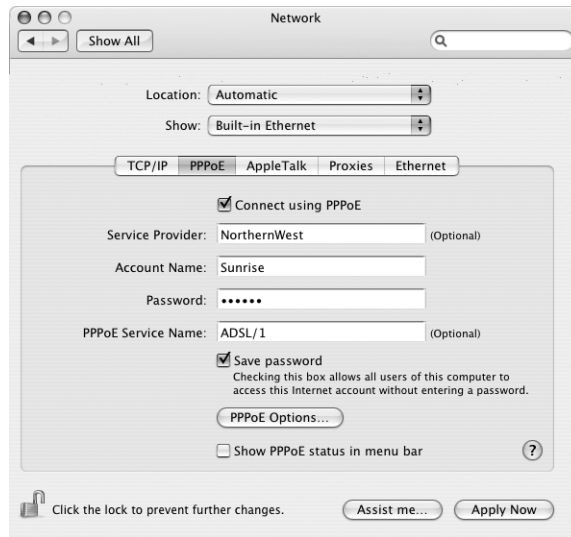 Network
Show All
Location: Automatic
Show: Built-in Ethernet
TCP/IP PPPoE AppleTalk Proxies Ethernet
Connect using PPPoE
Service Provider: NorthernWest (Optional)
Account Name: Sunrise
Password: ••••••
PPPoE Service Name: ADSL/1 (Optional)
Save password
Checking this box allows all users of this computer to
access this Internet account without entering a password.
PPPoE Options...
Show PPPoE status in menu bar ?
Click the lock to prevent further changes. Assist me... Apply Now